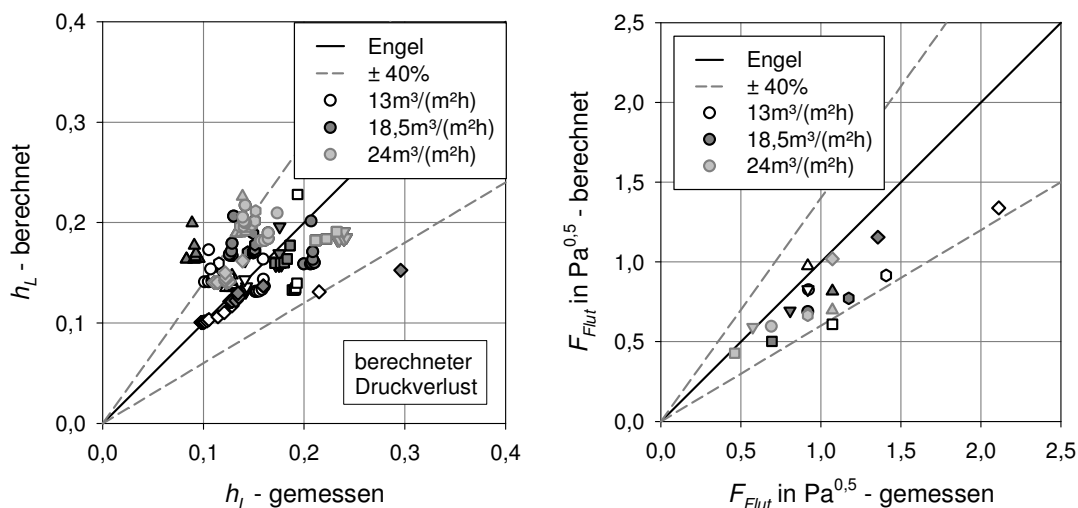 0,4
0,3
0,2
0,1
0,0
0,0
0,1
0,2
0,3
0,4
h_L - berechnet
h_L - gemessen
Engel
± 40%
13m³/(m²h)
18,5m³/(m²h)
24m³/(m²h)
berechneter
Druckverlust
2,5
2,0
1,5
1,0
0,5
0,0
0,0
0,5
1,0
1,5
2,0
2,5
F_Flut in Pa^0,5 - berechnet
F_Flut in Pa^0,5 - gemessen
Engel
± 40%
13m³/(m²h)
18,5m³/(m²h)
24m³/(m²h)